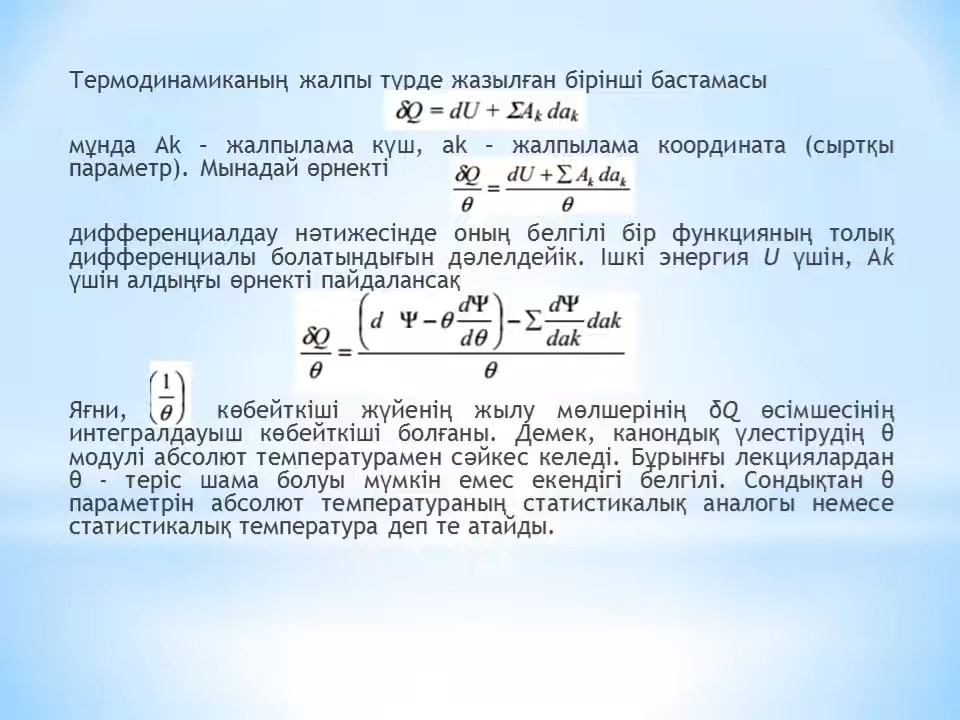 Термодинамиканың жалпы түрде жазылған бірінші бастамасы
δQ = dU + ΣAk dak
мұнда Ak – жалпылама күш, ak – жалпылама координата (сыртқы
параметр). Мынадай өрнекті δQ/θ = (dU + ∑ Ak dak)/θ
дифференциалдау нәтижесінде оның белгілі бір функцияның толық
дифференциалы болатындығын дәлелдейік. Ішкі энергия U үшін, Ak
үшін алдыңғы өрнекті пайдалансақ
δQ/θ = ((d Ψ − θ dΨ/dθ) − ∑ dΨ/dak dak)/θ
Яғни, (1/θ) көбейткіші жүйенің жылу мөлшерінің δQ өсімшесінің
интегралдауыш көбейткіші болғаны. Демек, канондық үлестірудің θ
модулі абсолют температурамен сәйкес келеді. Бұрынғы лекциялардан
θ - теріс шама болуы мүмкін емес екендігі белгілі. Сондықтан θ
параметрін абсолют температураның статистикалық аналогы немесе
статистикалық температура деп те атайды.